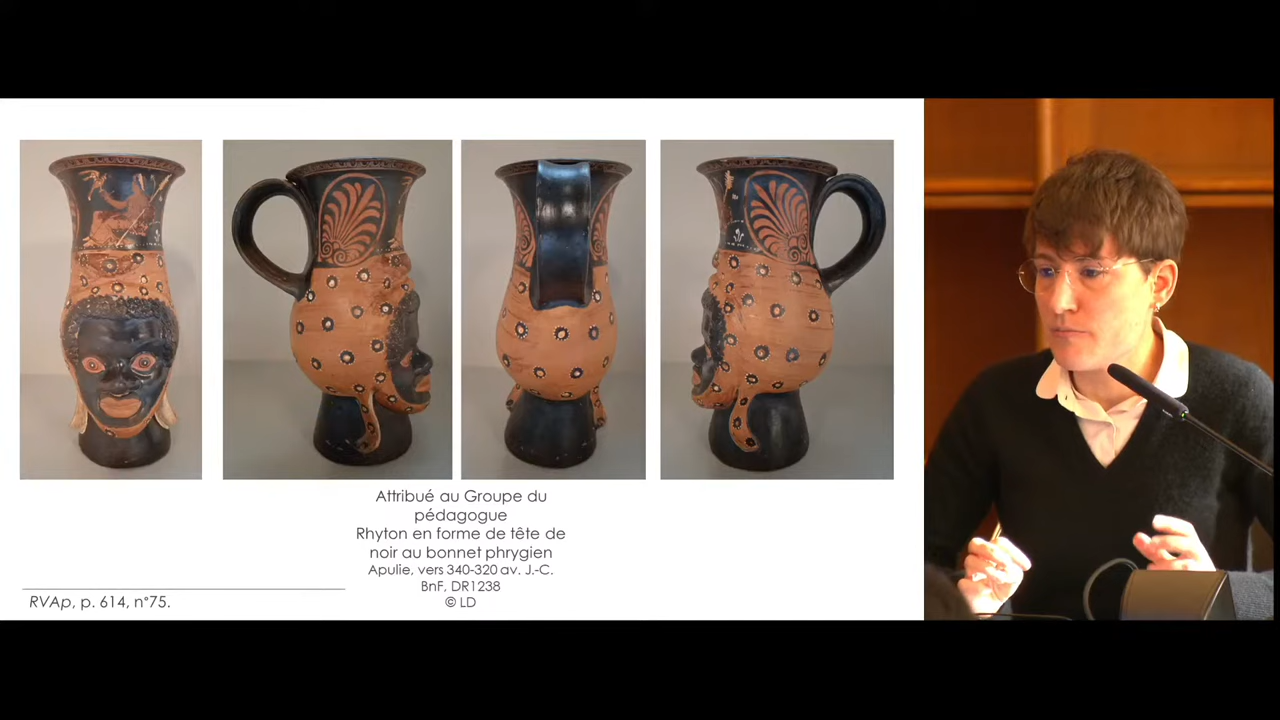 Attribué au Groupe du
pédagogue
Rhyton en forme de tête de
noir au bonnet phrygien
Apulie, vers 340-320 av. J.-C.
BnF, DR1238
© LD
RVAp, p. 614, n°75.